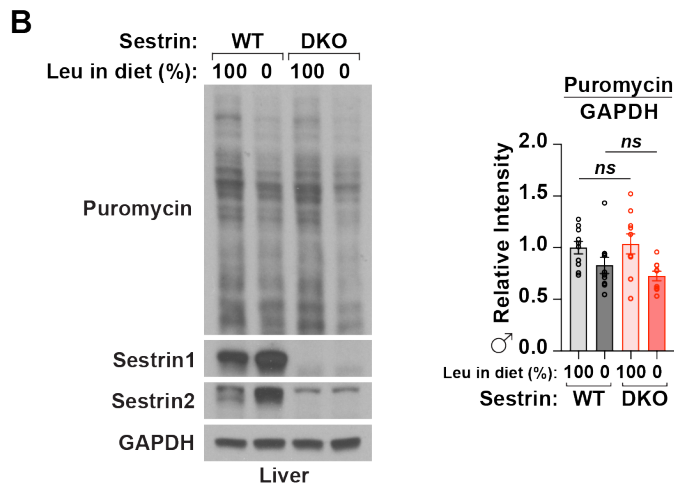 B
Sestrin: WT DKO
Leu in diet (%): 100 0 100 0
Puromycin
Sestrin1
Sestrin2
GAPDH
Liver
Puromycin
GAPDH
ns
ns
♂ Relative Intensity
2.0
1.5
1.0
0.5
0.0
Leu in diet (%): 100 0 100 0
Sestrin: WT DKO